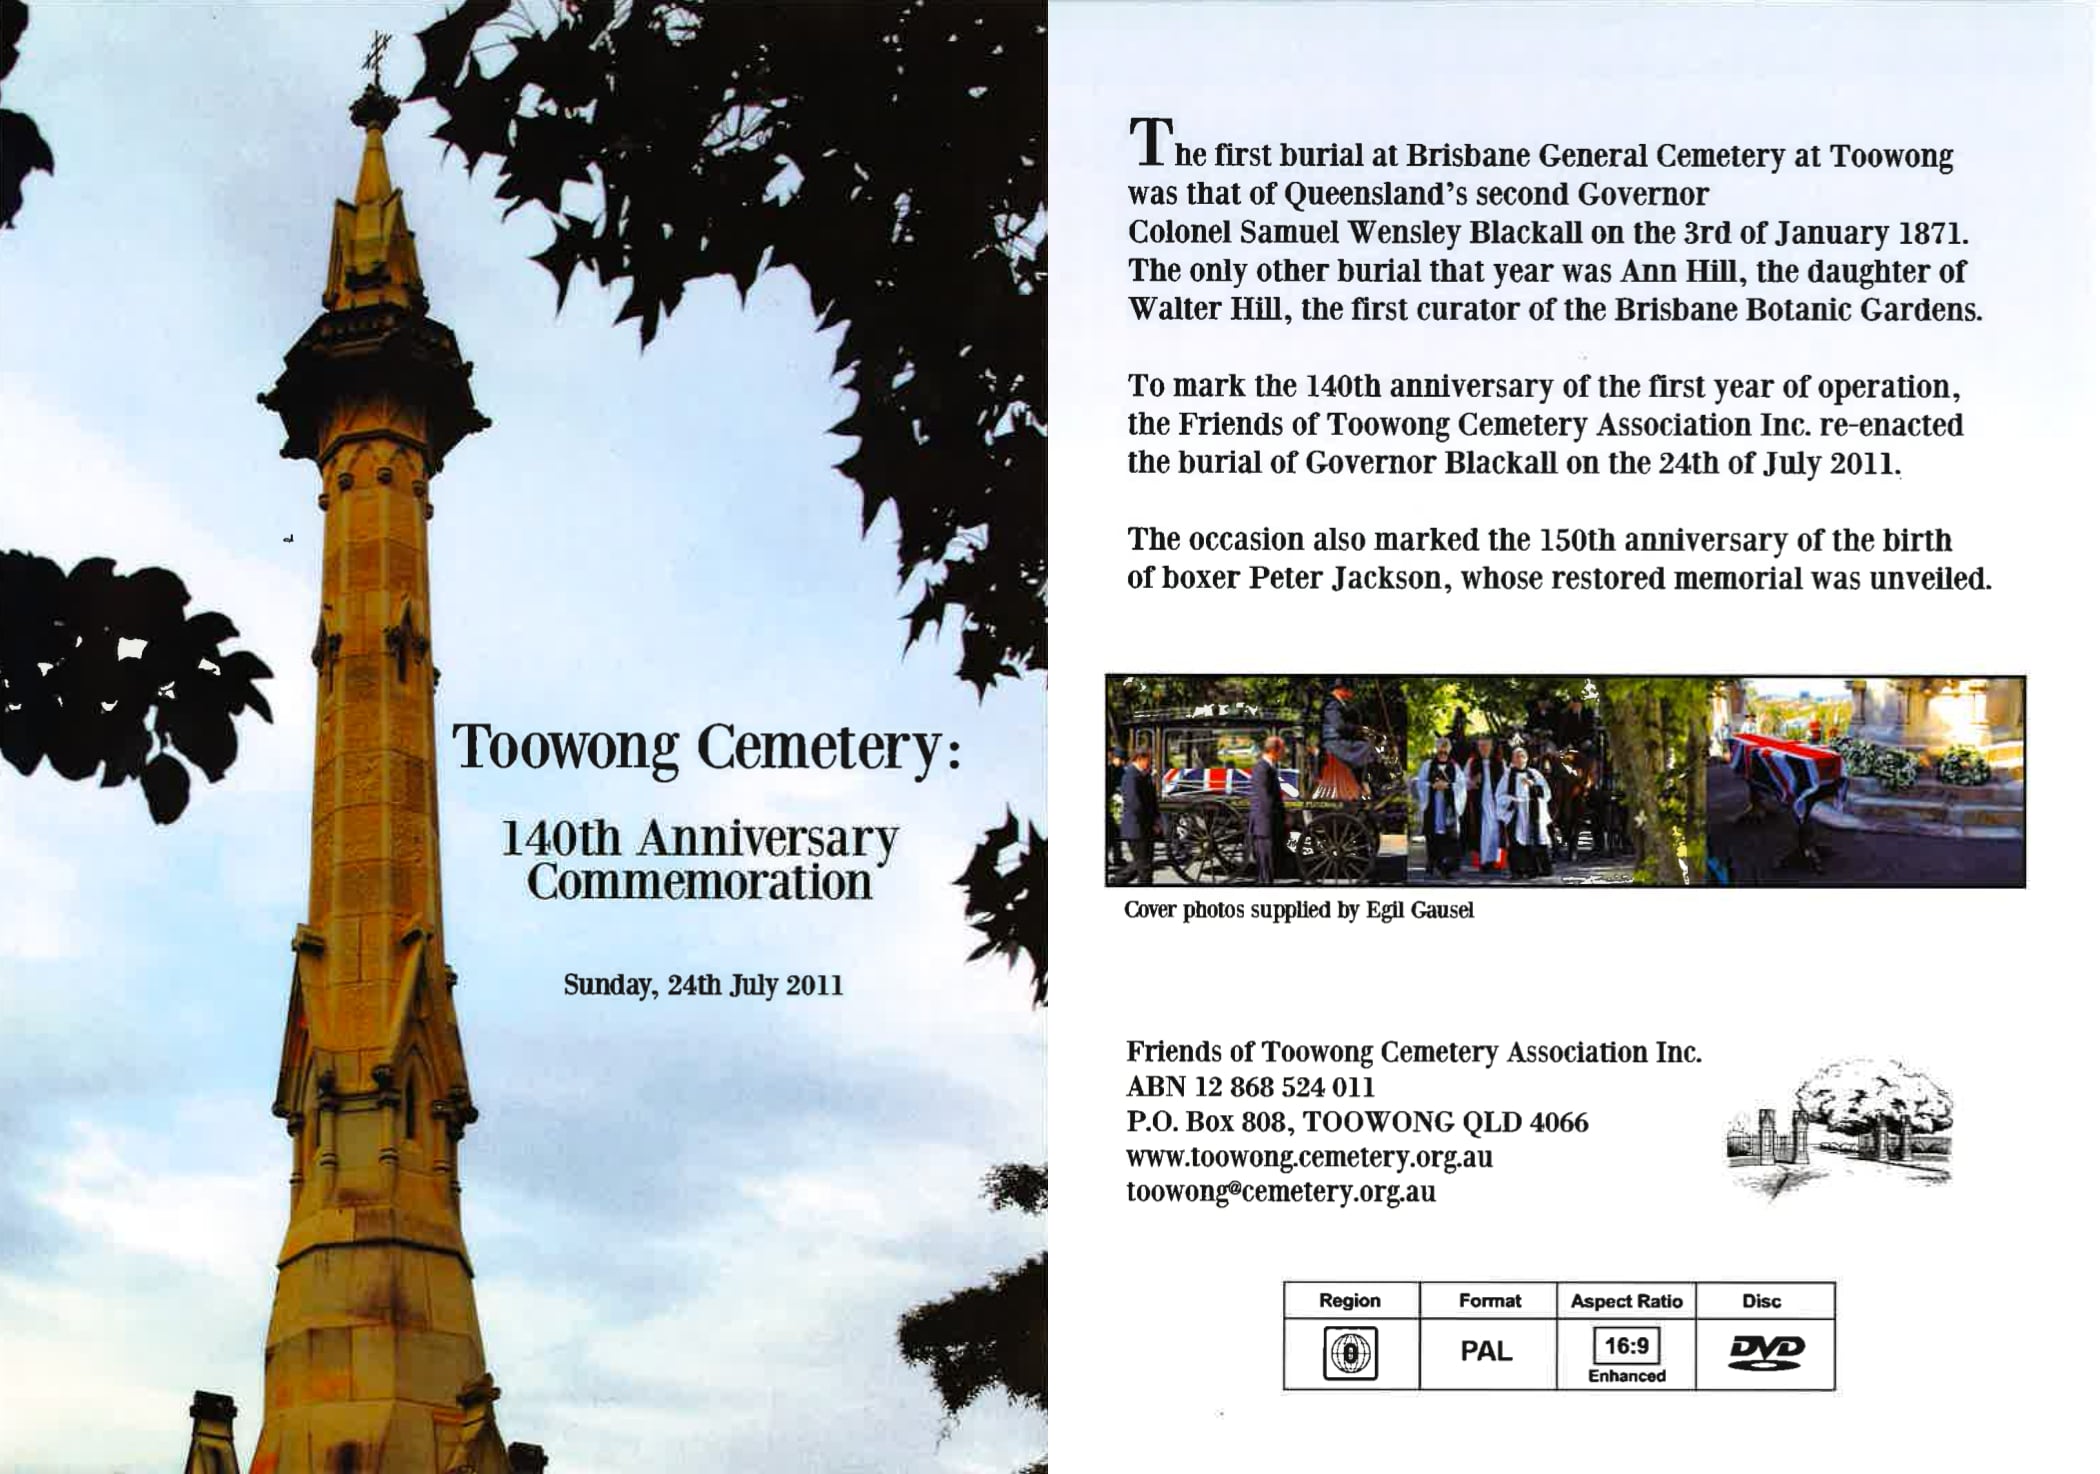 Toowong Cemetery:
140th Anniversary
Commemoration
Sunday, 24th July 2011
The first burial at Brisbane General Cemetery at Toowong
was that of Queensland's second Governor
Colonel Samuel Wensley Blackall on the 3rd of January 1871.
The only other burial that year was Ann Hill, the daughter of
Walter Hill, the first curator of the Brisbane Botanic Gardens.
To mark the 140th anniversary of the first year of operation,
the Friends of Toowong Cemetery Association Inc. re-enacted
the burial of Governor Blackall on the 24th of July 2011.
The occasion also marked the 150th anniversary of the birth
of boxer Peter Jackson, whose restored memorial was unveiled.
Cover photos supplied by Egil Gausel
Friends of Toowong Cemetery Association Inc.
ABN 12 868 524 011
P.O. Box 808, TOOWONG QLD 4066
www.toowong.cemetery.org.au
toowong@cemetery.org.au
Region Format Aspect Ratio Disc
0 PAL 16:9 DVD
Enhanced